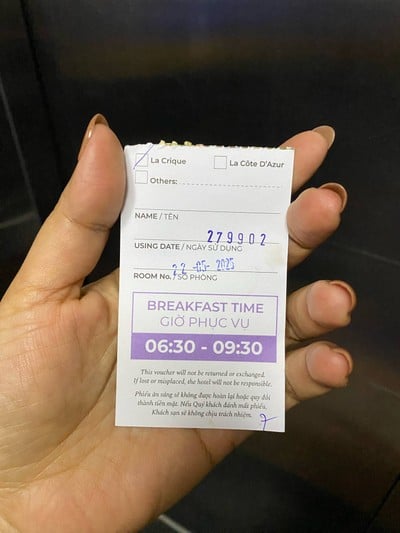 La Crique
La Côte D'Azur
Others:
NAME / TÊN
279902
USING DATE / NGÀY SỬ DỤNG
22-05-2025
ROOM No. / SỐ PHÒNG
BREAKFAST TIME
GIỜ PHỤC VỤ
06:30 - 09:30
This voucher will not be returned or exchanged.
If lost or misplaced, the hotel will not be responsible.
Phiếu ăn sáng sẽ không được hoàn lại hoặc quy đổi
thành tiền mặt. Nếu Quý khách đánh mất phiếu,
Khách sạn sẽ không chịu trách nhiệm.